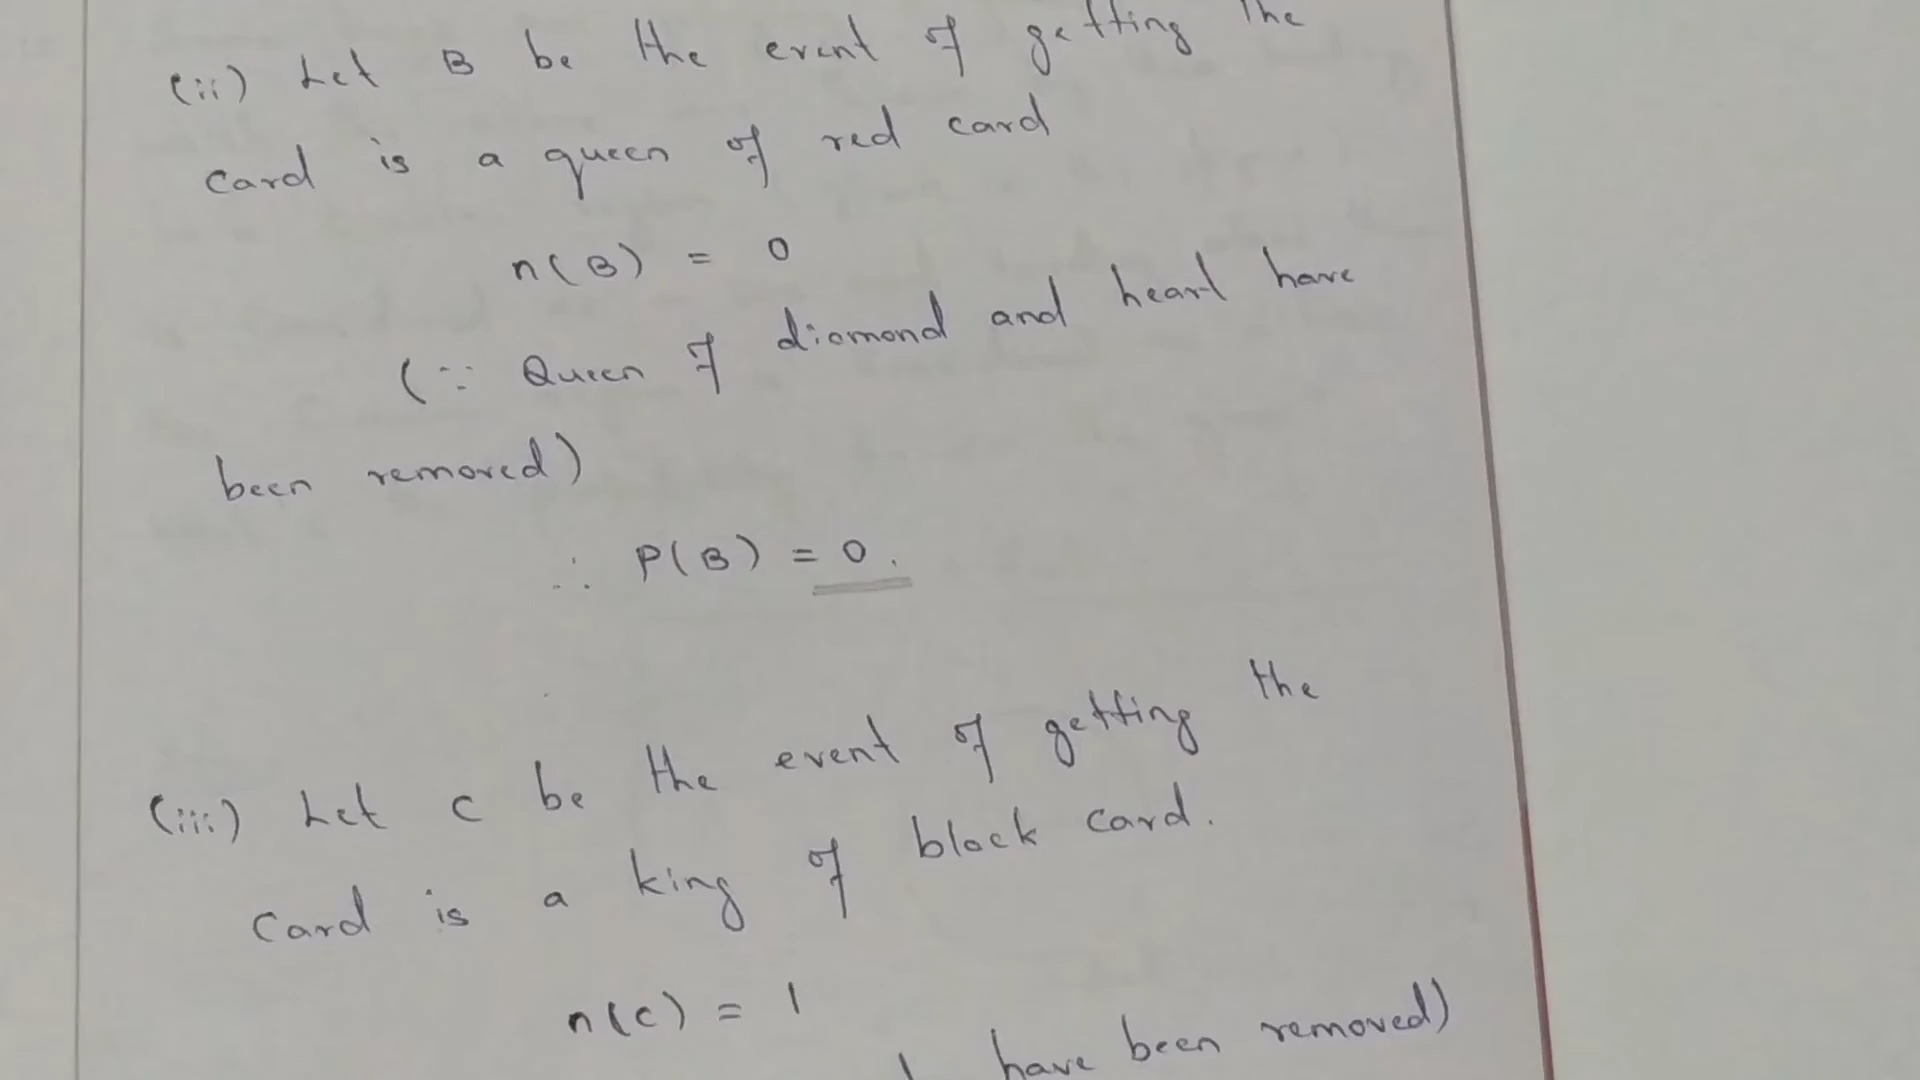 (ii) Let B be the event of getting the
card is a queen of red card
n(B) = 0
(∵ Queen of diamond and heart have
been removed)
∴ P(B) = 0.
(iii) Let C be the event of getting the
card is a king of black card.
n(C) = 1
have been removed)